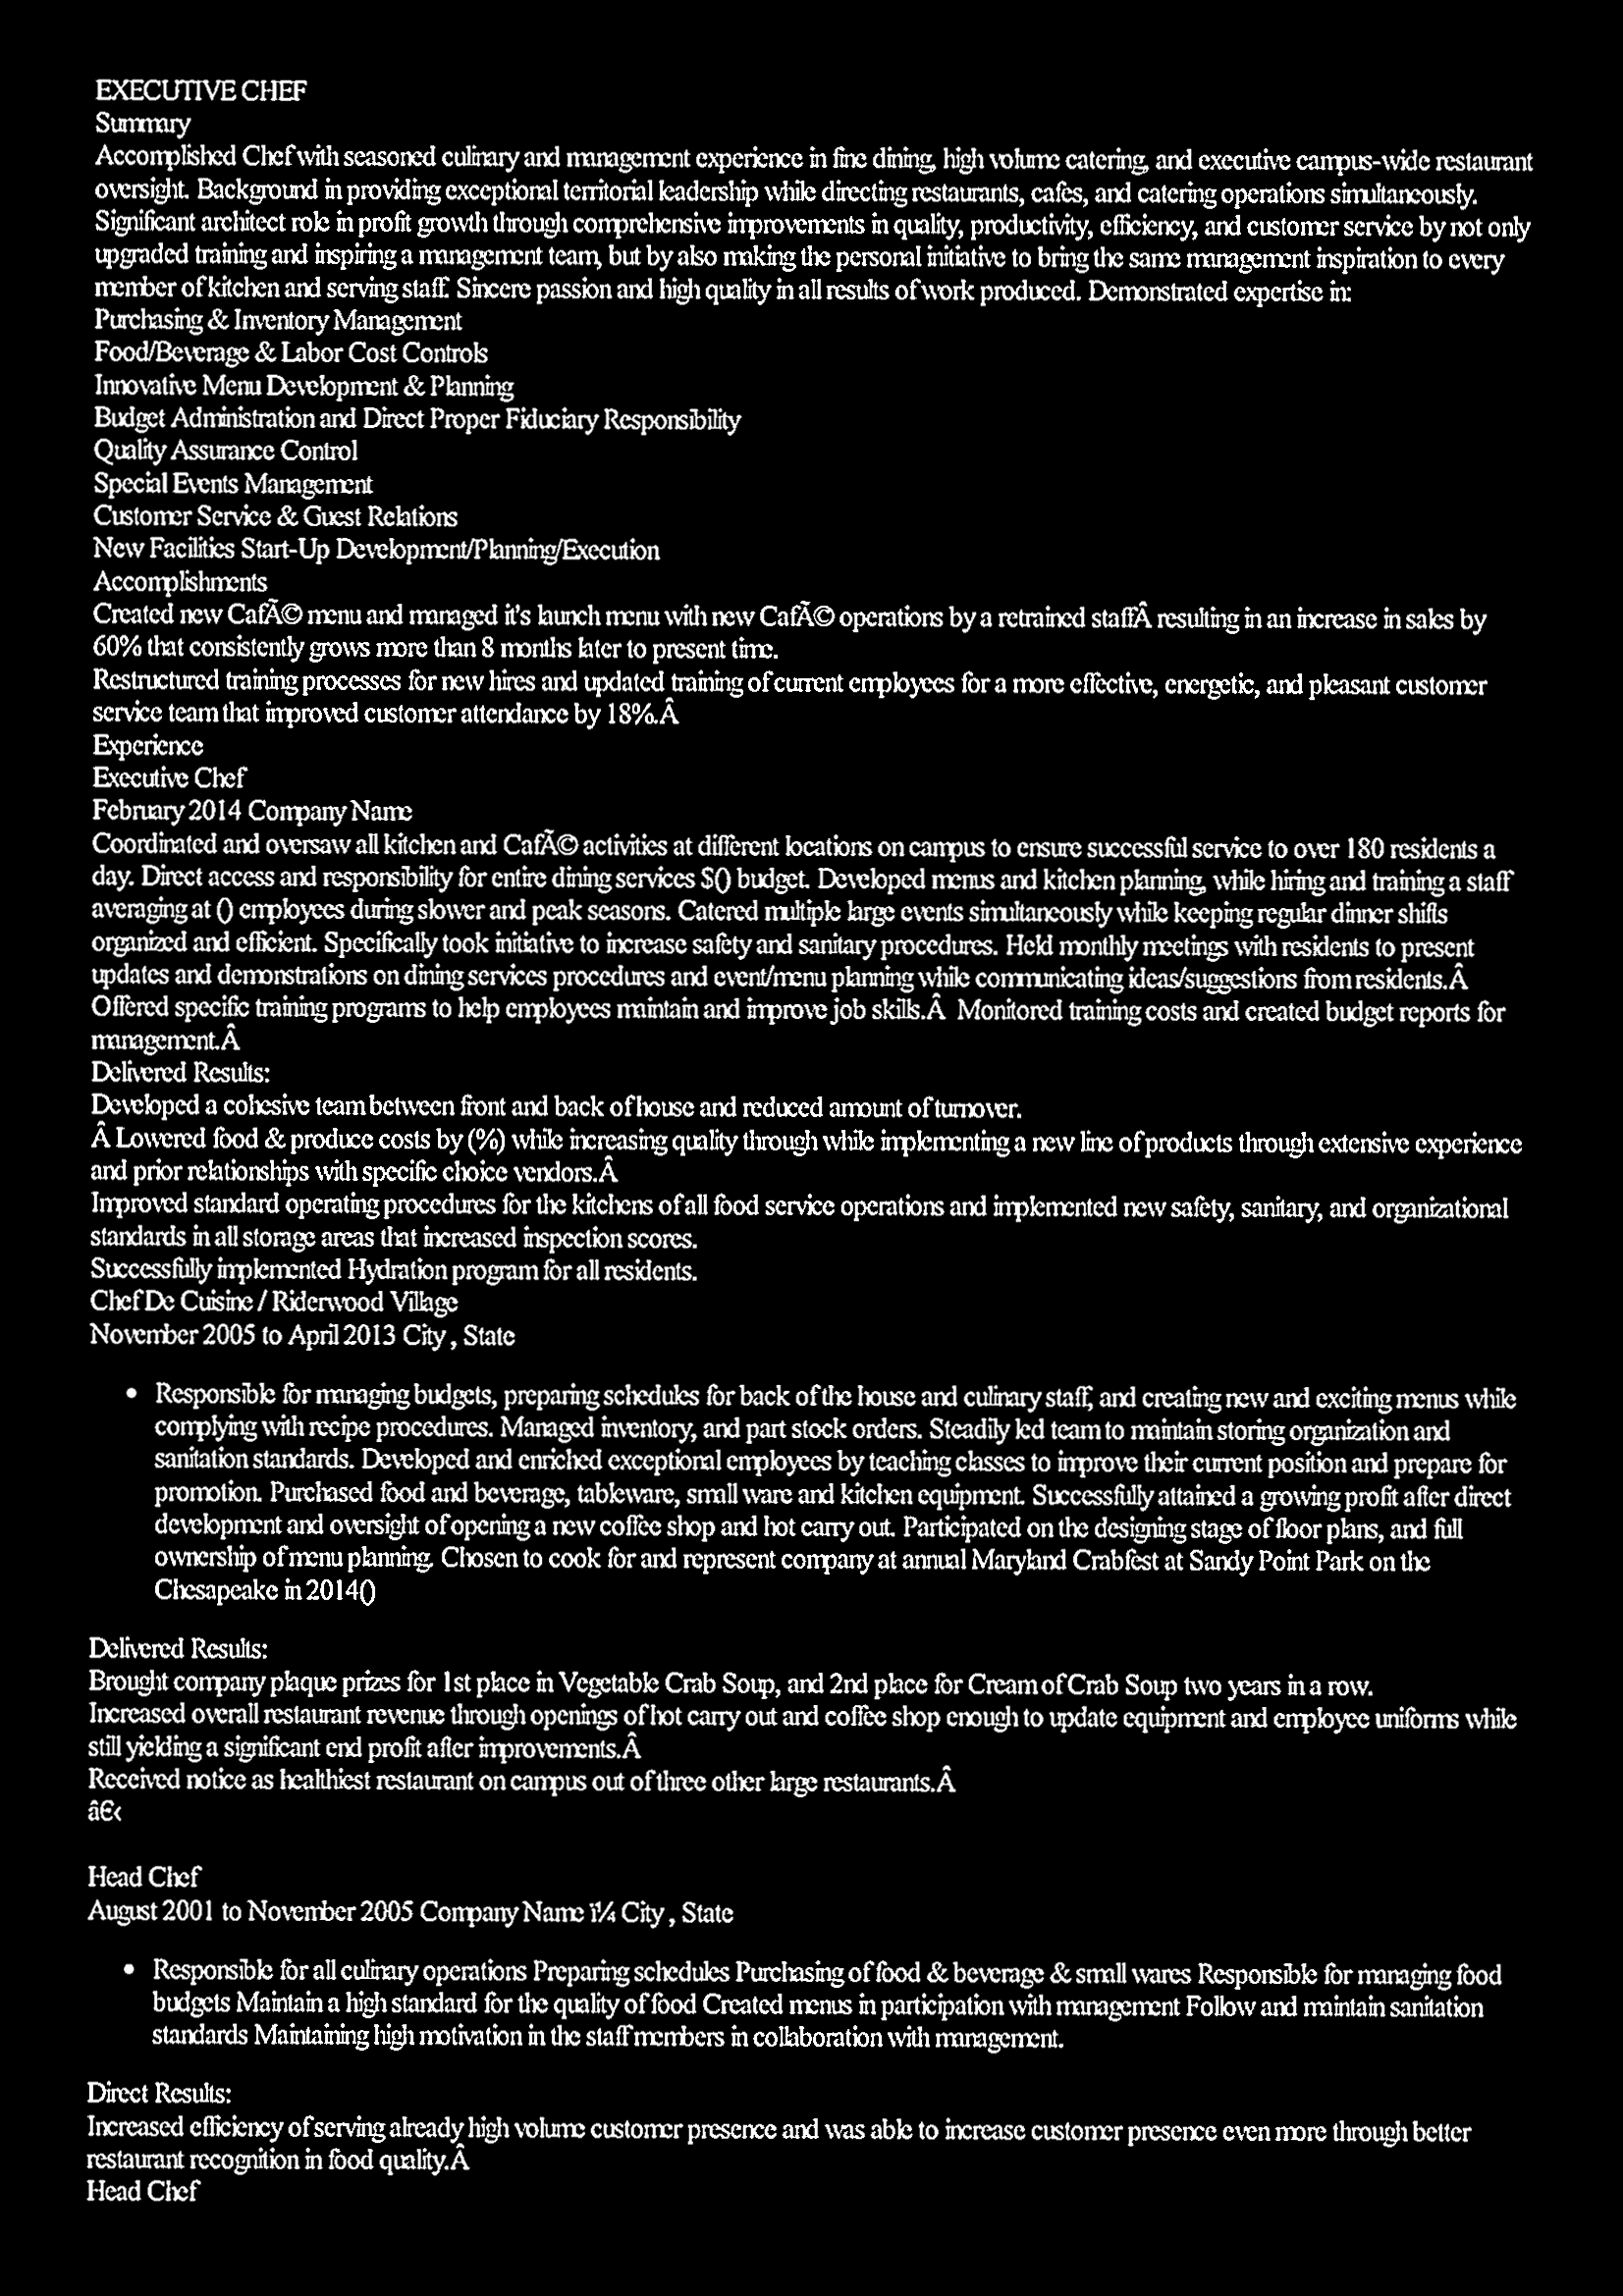 EXECUTIVE CHEF
Summary
Accomplished Chef with seasoned culinary and management experience in fine dining, high volume catering, and executive campus-wide restaurant
oversight. Background in providing exceptional territorial leadership while directing restaurants, cafes, and catering operations simultaneously.
Significant architect role in profit growth through comprehensive improvements in quality, productivity, efficiency, and customer service by not only
upgraded training and inspiring a management team, but by also making the personal initiative to bring the same management inspiration to every
member of kitchen and serving staff. Sincere passion and high quality in all results of work produced. Demonstrated expertise in:
Purchasing & Inventory Management
Food/Beverage & Labor Cost Controls
Innovative Menu Development & Planning
Budget Administration and Direct Proper Fiduciary Responsibility
Quality Assurance Control
Special Events Management
Customer Service & Guest Relations
New Facilities Start-Up Development/Planning/Execution
Accomplishments
Created new CafÃ© menu and managed it's launch menu with new CafÃ© operations by a retrained staffÂ resulting in an increase in sales by
60% that consistently grows more than 8 months later to present time.
Restructured training processes for new hires and updated training of current employees for a more effective, energetic, and pleasant customer
service team that improved customer attendance by 18%.Â
Experience
Executive Chef
February 2014 Company Name
Coordinated and oversaw all kitchen and CafÃ© activities at different locations on campus to ensure successful service to over 180 residents a
day. Direct access and responsibility for entire dining services $() budget. Developed menus and kitchen planning, while hiring and training a staff
averaging at () employees during slower and peak seasons. Catered multiple large events simultaneously while keeping regular dinner shifts
organized and efficient. Specifically took initiative to increase safety and sanitary procedures. Held monthly meetings with residents to present
updates and demonstrations on dining services procedures and event/menu planning while communicating ideas/suggestions from residents.Â
Offered specific training programs to help employees maintain and improve job skills.Â Monitored training costs and created budget reports for
management.Â
Delivered Results:
Developed a cohesive team between front and back of house and reduced amount of turnover.
Â Lowered food & produce costs by (%) while increasing quality through while implementing a new line of products through extensive experience
and prior relationships with specific choice vendors.Â
Improved standard operating procedures for the kitchens of all food service operations and implemented new safety, sanitary, and organizational
standards in all storage areas that increased inspection scores.
Successfully implemented Hydration program for all residents.
Chef De Cuisine / Riderwood Village
November 2005 to April 2013 City , State
• Responsible for managing budgets, preparing schedules for back of the house and culinary staff, and creating new and exciting menus while
complying with recipe procedures. Managed inventory, and part stock orders. Steadily led team to maintain storing organization and
sanitation standards. Developed and enriched exceptional employees by teaching classes to improve their current position and prepare for
promotion. Purchased food and beverage, tableware, small ware and kitchen equipment. Successfully attained a growing profit after direct
development and oversight of opening a new coffee shop and hot carry out. Participated on the designing stage of floor plans, and full
ownership of menu planning. Chosen to cook for and represent company at annual Maryland Crabfest at Sandy Point Park on the
Chesapeake in 2014()
Delivered Results:
Brought company plaque prizes for 1st place in Vegetable Crab Soup, and 2nd place for Cream of Crab Soup two years in a row.
Increased overall restaurant revenue through openings of hot carry out and coffee shop enough to update equipment and employee uniforms while
still yielding a significant end profit after improvements.Â
Received notice as healthiest restaurant on campus out of three other large restaurants.Â
â€‹
Head Chef
August 2001 to November 2005 Company Name ï¼ City , State
• Responsible for all culinary operations Preparing schedules Purchasing of food & beverage & small wares Responsible for managing food
budgets Maintain a high standard for the quality of food Created menus in participation with management Follow and maintain sanitation
standards Maintaining high motivation in the staff members in collaboration with management.
Direct Results:
Increased efficiency of serving already high volume customer presence and was able to increase customer presence even more through better
restaurant recognition in food quality.Â
Head Chef